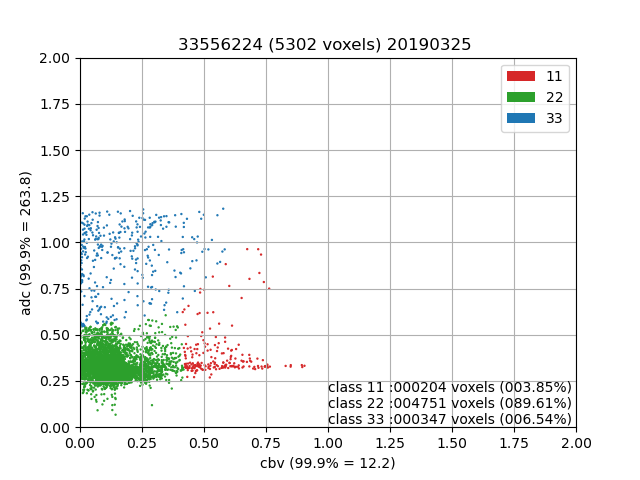 33556224 (5302 voxels) 20190325
2.00
1.75
1.50
1.25
1.00
0.75
0.50
0.25
0.00
adc (99.9% = 263.8)
11
22
33
class 11 :000204 voxels (003.85%)
class 22 :004751 voxels (089.61%)
class 33 :000347 voxels (006.54%)
0.00 0.25 0.50 0.75 1.00 1.25 1.50 1.75 2.00
cbv (99.9% = 12.2)